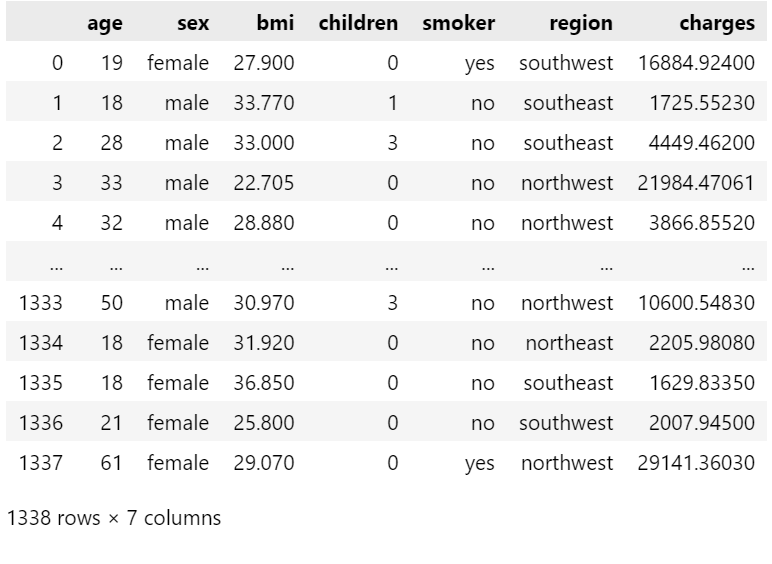 age sex bmi children smoker region charges
0 19 female 27.900 0 yes southwest 16884.92400
1 18 male 33.770 1 no southeast 1725.55230
2 28 male 33.000 3 no southeast 4449.46200
3 33 male 22.705 0 no northwest 21984.47061
4 32 male 28.880 0 no northwest 3866.85520
... ... ... ... ... ... ... ...
1333 50 male 30.970 3 no northwest 10600.54830
1334 18 female 31.920 0 no northeast 2205.98080
1335 18 female 36.850 0 no southeast 1629.83350
1336 21 female 25.800 0 no southwest 2007.94500
1337 61 female 29.070 0 yes northwest 29141.36030
1338 rows × 7 columns